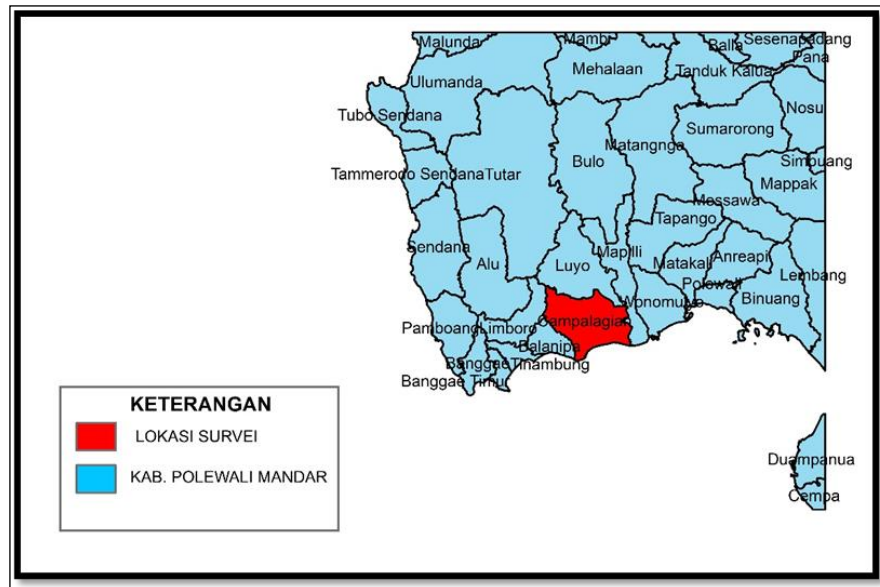 Malunda
Mambi
Balla
Sesenapadang
Pana
Ulumanda
Mehalaan
Tanduk Kalua
Nosu
Tubo Sendana
Sumarorong
Matangnga
Bulo
Simbuang
Tammerodo Sendana
Tutar
Mappak
Messawa
Tapango
Sendana
Mapilli
Alu
Luyo
Matakali
Anreapi
Lembang
Polewali
Binuang
Wonomulyo
Campalagian
Pamboang
Limboro
Balanipa
Banggae
Tinambung
Banggae Timur
KETERANGAN
LOKASI SURVEI
KAB. POLEWALI MANDAR
Duampanua
Cempa